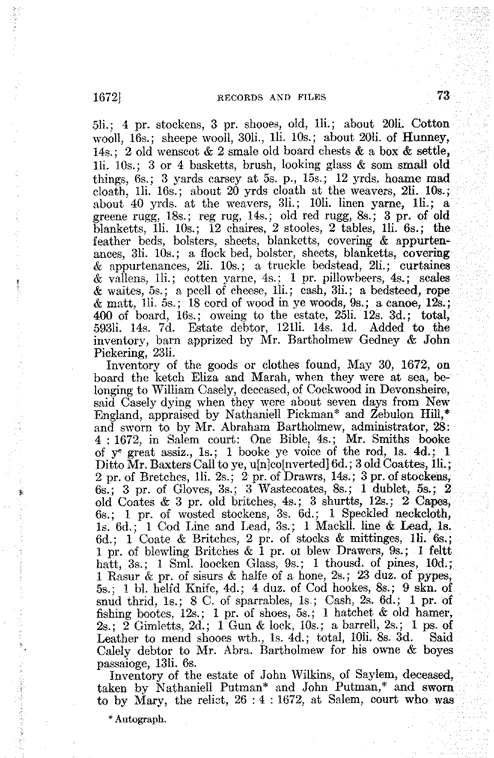 1672] RECORDS AND FILES 73
5li.; 4 pr. stockens, 3 pr. shooes, old, 1li.; about 20li. Cotton
wooll, 16s.; sheepe wooll, 30li., 1li. 10s.; about 20li. of Hunney,
14s.; 2 old wenscot & 2 smale old board chests & a box & settle,
1li. 10s.; 3 or 4 basketts, brush, looking glass & som small old
things, 6s.; 3 yards carsey at 5s. p., 15s.; 12 yrds. hoame mad
cloath, 1li. 16s.; about 20 yrds cloath at the weavers, 2li. 10s.;
about 40 yrds. at the weavers, 3li.; 10li. linen yarne, 1li.; a
greene rugg, 18s.; reg rug, 14s.; old red rugg, 8s.; 3 pr. of old
blanketts, 1li. 10s.; 12 chaires, 2 stooles, 2 tables, 1li. 6s.; the
feather beds, bolsters, sheets, blanketts, covering & appurten-
ances, 3li. 10s.; a flock bed, bolster, sheets, blanketts, covering
& appurtenances, 2li. 10s.; a truckle bedstead, 2li.; curtaines
& vallens, 1li.; cotten yarne, 4s.; 1 pr. pillowbeers, 4s.; scales
& waites, 5s.; a pcell of cheese, 1li.; cash, 3li.; a bedsteed, rope
& matt, 1li. 5s.; 18 cord of wood in ye woods, 9s.; a canoe, 12s.;
400 of board, 16s.; oweing to the estate, 25li. 12s. 3d.; total,
593li. 14s. 7d. Estate debtor, 121li. 14s. 1d. Added to the
inventory, barn apprized by Mr. Bartholmew Gedney & John
Pickering, 23li.
Inventory of the goods or clothes found, May 30, 1672, on
board the ketch Eliza and Marah, when they were at sea, be-
longing to William Casely, deceased, of Cockwood in Devonsheire,
said Casely dying when they were about seven days from New
England, appraised by Nathaniell Pickman* and Zebulon Hill,*
and sworn to by Mr. Abraham Bartholmew, administrator, 28:
4 : 1672, in Salem court: One Bible, 4s.; Mr. Smiths booke
of yᵉ great assiz., 1s.; 1 booke ye voice of the rod, 1s. 4d.; 1
Ditto Mr. Baxters Call to ye, u[n]co[nverted] 6d.; 3 old Coattes, 1li.;
2 pr. of Bretches, 1li. 2s.; 2 pr. of Drawrs, 14s.; 3 pr. of stockens,
6s.; 3 pr. of Gloves, 3s.; 3 Wastecoates, 8s.; 1 dublet, 5s.; 2
old Coates & 3 pr. old britches, 4s.; 3 shurtts, 12s.; 2 Capes,
6s.; 1 pr. of wosted stockens, 3s. 6d.; 1 Speckled neckcloth,
1s. 6d.; 1 Cod Line and Lead, 3s.; 1 Mackll. line & Lead, 1s.
6d.; 1 Coate & Britches, 2 pr. of stocks & mittinges, 1li. 6s.;
1 pr. of blewling Britches & 1 pr. of blew Drawers, 9s.; 1 feltt
hatt, 3s.; 1 Sml. loocken Glass, 9s.; 1 thousd. of pines, 10d.;
1 Rasur & pr. of sisurs & halfe of a hone, 2s.; 23 duz. of pypes,
5s.; 1 bl. helfd Knife, 4d.; 4 duz. of Cod hookes, 8s.; 9 skn. of
snud thrid, 1s.; 8 C. of sparrables, 1s.; Cash, 2s. 6d.; 1 pr. of
fishing bootes, 12s.; 1 pr. of shoes, 5s.; 1 hatchet & old hamer,
2s.; 2 Gimletts, 2d.; 1 Gun & lock, 10s.; a barrell, 2s.; 1 ps. of
Leather to mend shooes wth., 1s. 4d.; total, 10li. 8s. 3d. Said
Calely debtor to Mr. Abra. Bartholmew for his owne & boyes
passaioge, 13li. 6s.
Inventory of the estate of John Wilkins, of Saylem, deceased,
taken by Nathaniell Putman* and John Putman,* and sworn
to by Mary, the relict, 26 : 4 : 1672, at Salem, court who was
* Autograph.